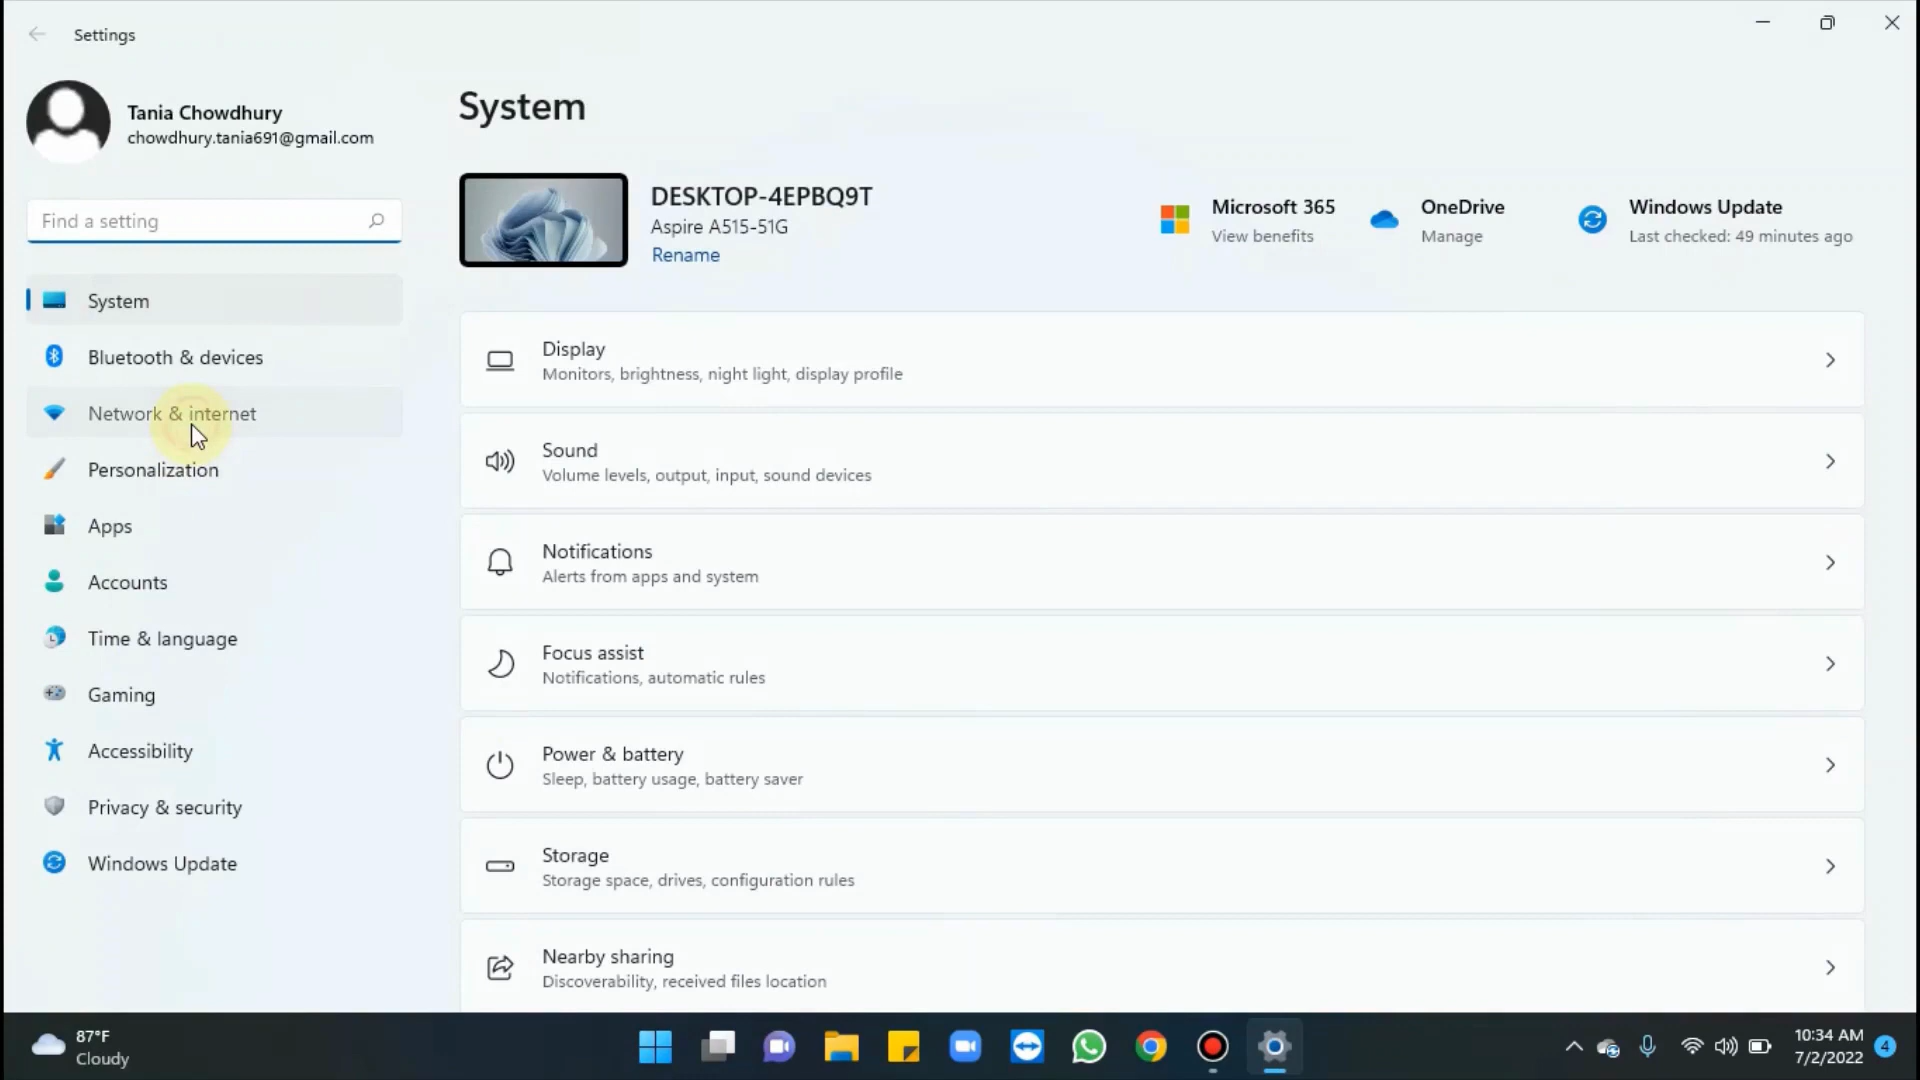 Settings
Tania Chowdhury
chowdhury.tania691@gmail.com
Find a setting
System
Bluetooth & devices
Network & internet
Personalization
Apps
Accounts
Time & language
Gaming
Accessibility
Privacy & security
Windows Update
System
DESKTOP-4EPBQ9T
Aspire A515-51G
Rename
Microsoft 365
View benefits
OneDrive
Manage
Windows Update
Last checked: 49 minutes ago
Display
Monitors, brightness, night light, display profile
Sound
Volume levels, output, input, sound devices
Notifications
Alerts from apps and system
Focus assist
Notifications, automatic rules
Power & battery
Sleep, battery usage, battery saver
Storage
Storage space, drives, configuration rules
Nearby sharing
Discoverability, received files location
87°F
Cloudy
10:34 AM
7/2/2022
4